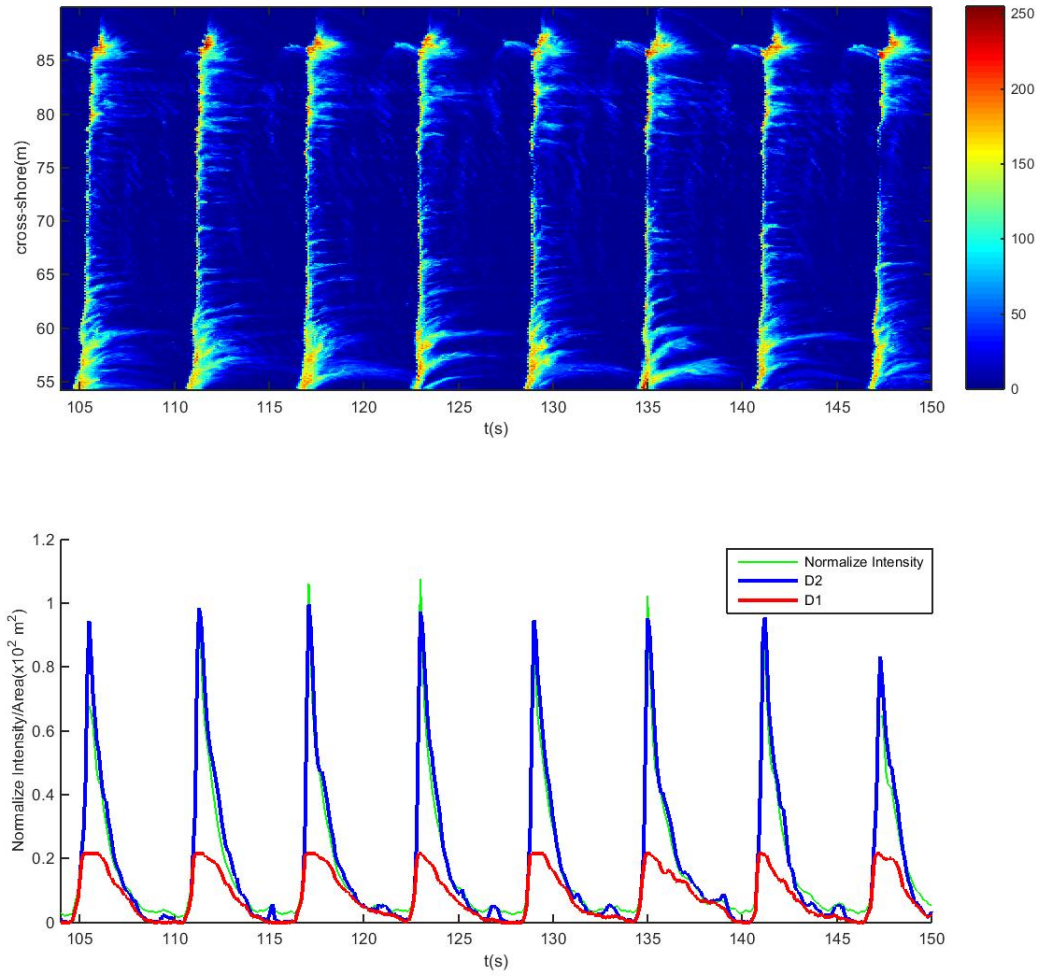 85
80
75
70
65
60
55
cross-shore(m)
105 110 115 120 125 130 135 140 145 150
t(s)
250
200
150
100
50
0
1.2
1
0.8
0.6
0.4
0.2
0
Normalize Intensity/Area(x10² m²)
Normalize Intensity
D2
D1
105 110 115 120 125 130 135 140 145 150
t(s)